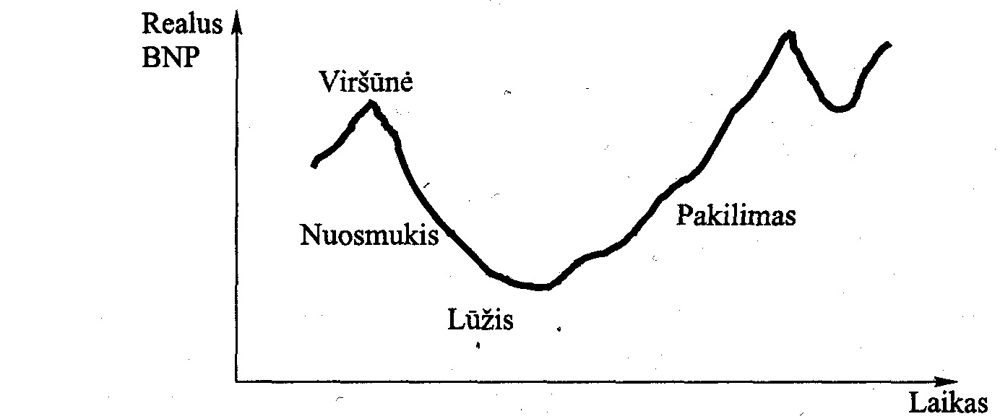 Realus
BNP
Viršūnė
Nuosmukis
Pakilimas
Lūžis
Laikas